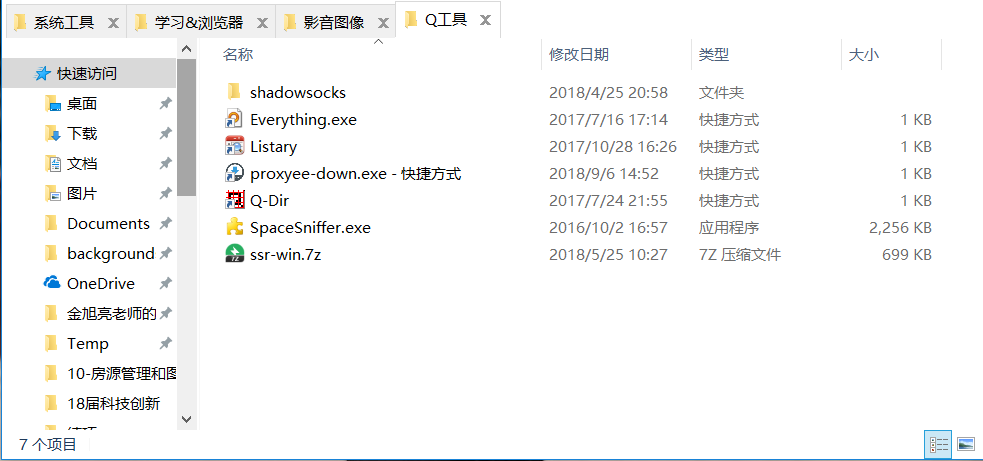 系统工具 学习&浏览器 影音图像 Q工具
名称 修改日期 类型 大小
快速访问
桌面
下载
文档
图片
Documents
background
OneDrive
金旭亮老师的
Temp
10-房源管理和图
18届科技创新
shadowsocks 2018/4/25 20:58 文件夹
Everything.exe 2017/7/16 17:14 快捷方式 1 KB
Listary 2017/10/28 16:26 快捷方式 1 KB
proxyee-down.exe - 快捷方式 2018/9/6 14:52 快捷方式 1 KB
Q-Dir 2017/7/24 21:55 快捷方式 1 KB
SpaceSniffer.exe 2016/10/2 16:57 应用程序 2,256 KB
ssr-win.7z 2018/5/25 10:27 7Z 压缩文件 699 KB
7 个项目